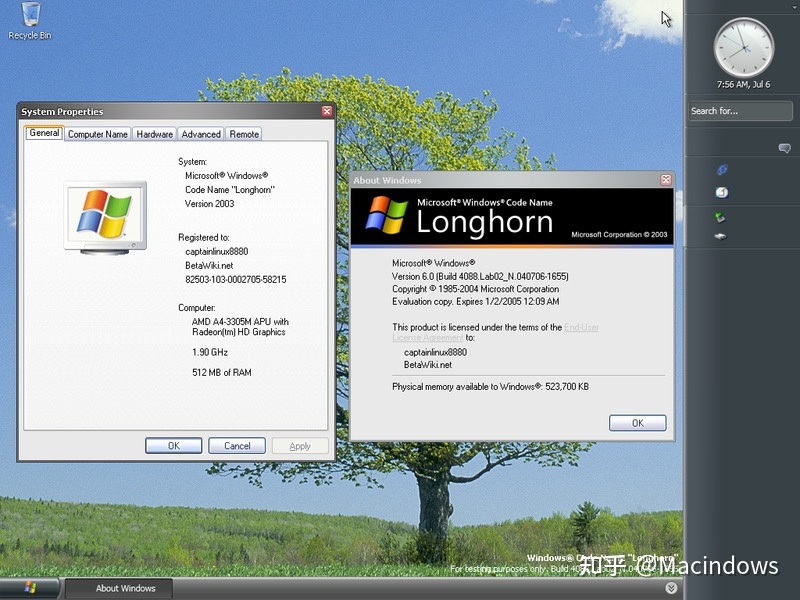 Recycle Bin
7:56 AM, Jul 6
Search for...
System Properties
General
Computer Name
Hardware
Advanced
Remote
System:
Microsoft® Windows®
Code Name "Longhorn"
Version 2003
Registered to:
captainlinux8880
BetaWiki.net
82503-103-0002705-58215
Computer:
AMD A4-3305M APU with
Radeon(tm) HD Graphics
1.90 GHz
512 MB of RAM
OK
Cancel
Apply
About Windows
Microsoft® Windows® Code Name
Longhorn
Microsoft Corporation © 2003
Microsoft® Windows®
Version 6.0 (Build 4088.Lab02_N.040706-1655)
Copyright © 1985-2004 Microsoft Corporation
Evaluation copy. Expires 1/2/2005 12:09 AM
This product is licensed under the terms of the End-User
License Agreement to:
captainlinux8880
BetaWiki.net
Physical memory available to Windows®: 523,700 KB
OK
Windows® Code Name "Longhorn"
For testing purposes only. Build
知乎 @Macindows
About Windows